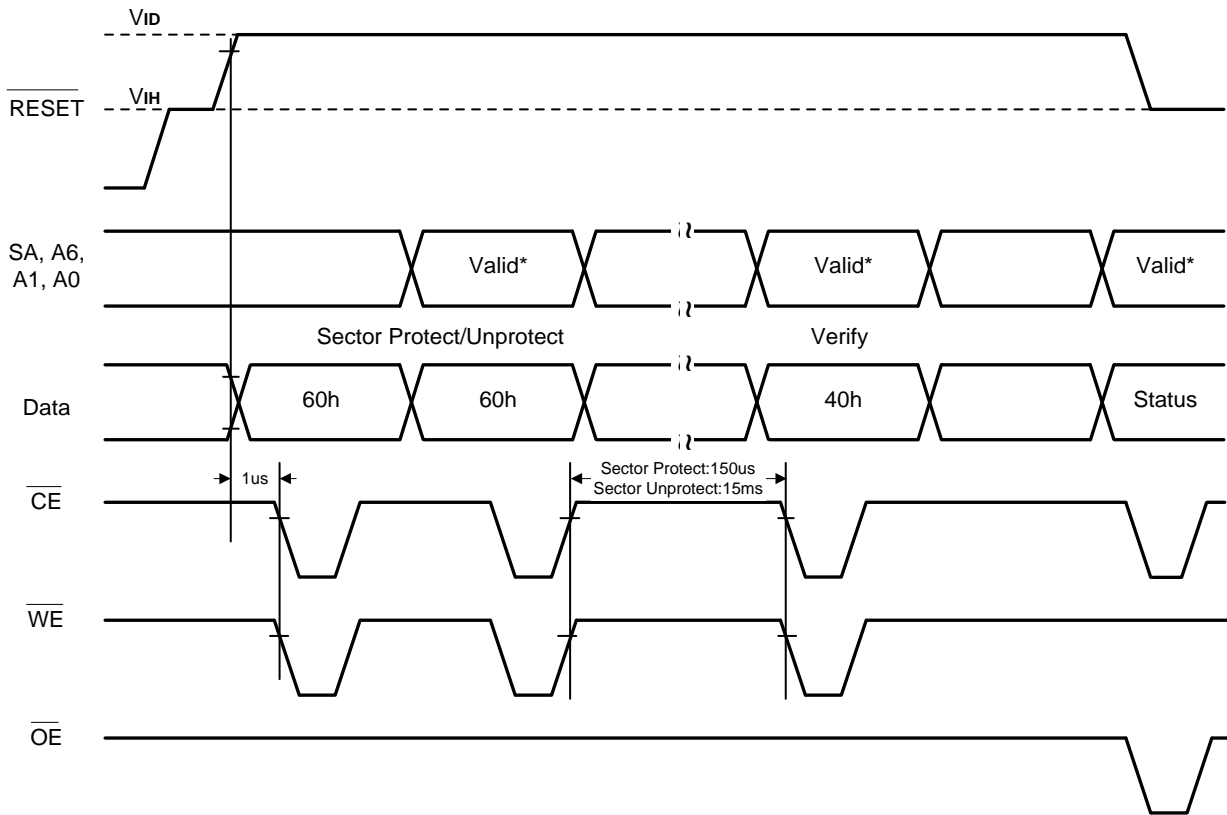 VID
VIH
RESET
SA, A6,
A1, A0
Valid*
Valid*
Valid*
Sector Protect/Unprotect
Verify
Data
60h
60h
40h
Status
1us
Sector Protect:150us
Sector Unprotect:15ms
CE
WE
OE